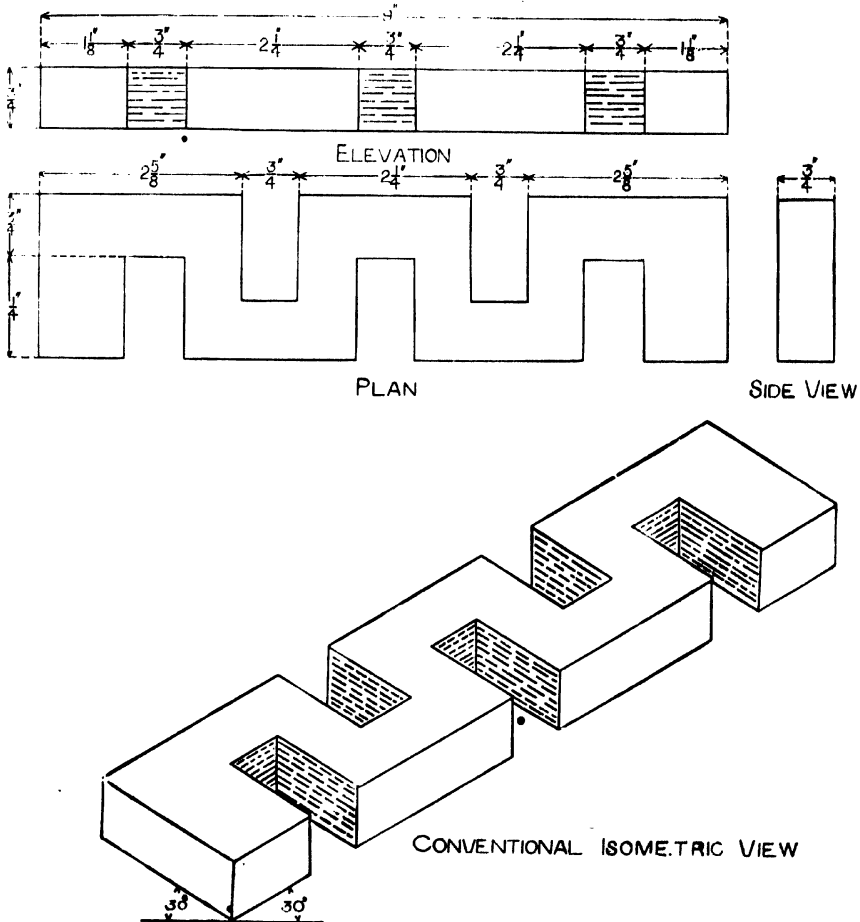 9"
1 1/8" 3/4" 2 1/4" 3/4" 2 1/4" 3/4" 1 1/8"
ELEVATION
2 5/8" 3/4" 2 1/4" 3/4" 2 5/8" 3/4"
PLAN
SIDE VIEW
CONVENTIONAL ISOMETRIC VIEW
30° 30°